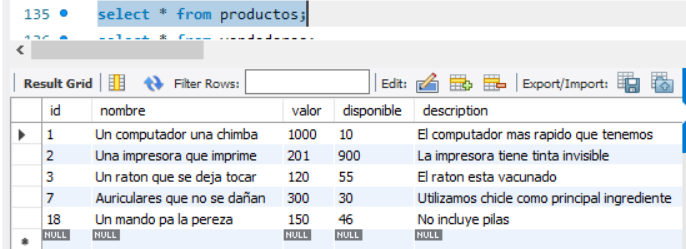 135 select * from productos;
136 select * from vendedores;
Result Grid Filter Rows: Edit: Export/Import:
id nombre valor disponible description
1 Un computador una chimba 1000 10 El computador mas rapido que tenemos
2 Una impresora que imprime 201 900 La impresora tiene tinta invisible
3 Un raton que se deja tocar 120 55 El raton esta vacunado
7 Auriculares que no se dañan 300 30 Utilizamos chicle como principal ingrediente
18 Un mando pa la pereza 150 46 No incluye pilas
NULL NULL NULL NULL NULL